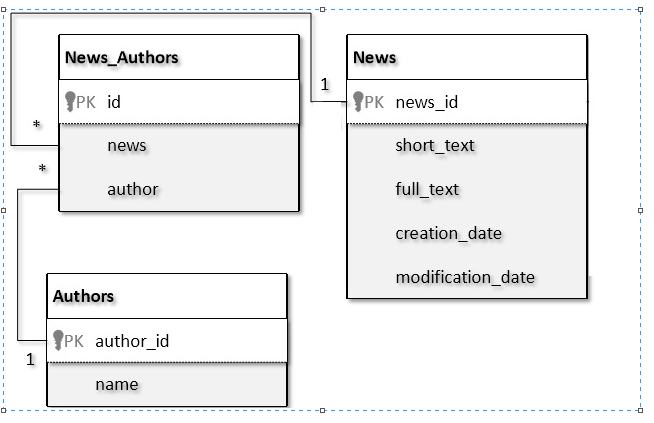 News_Authors
PK id
*
news
*
author
News
1
PK news_id
short_text
full_text
creation_date
modification_date
Authors
PK author_id
1
name